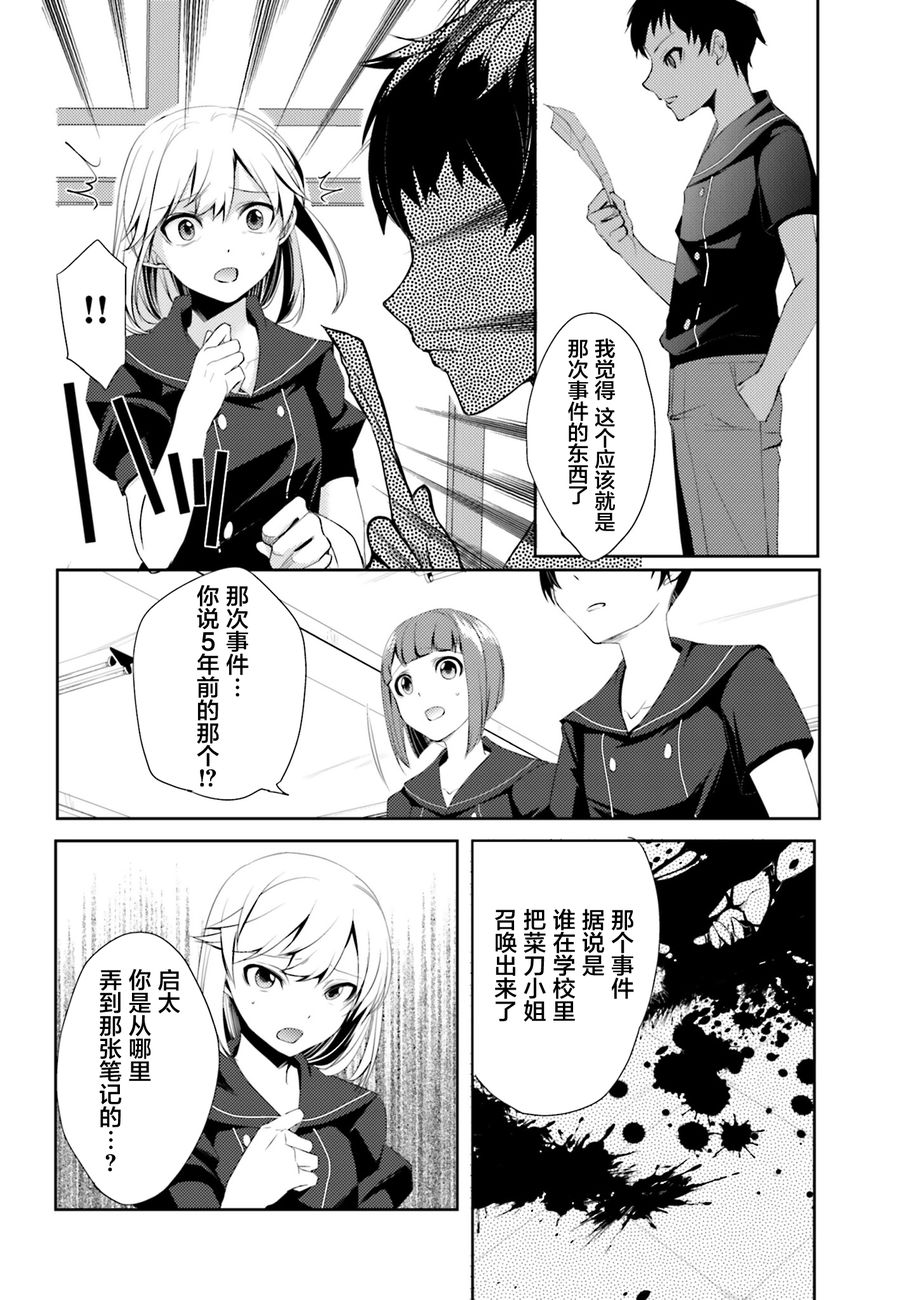 我觉得 这个应该就是
那次事件的东西了
!!
那次事件…
你说5年前的那个!?
那个事件
据说是
谁在学校里
把菜刀小姐
召唤出来了
启太
你是从哪里
弄到那张笔记的…?